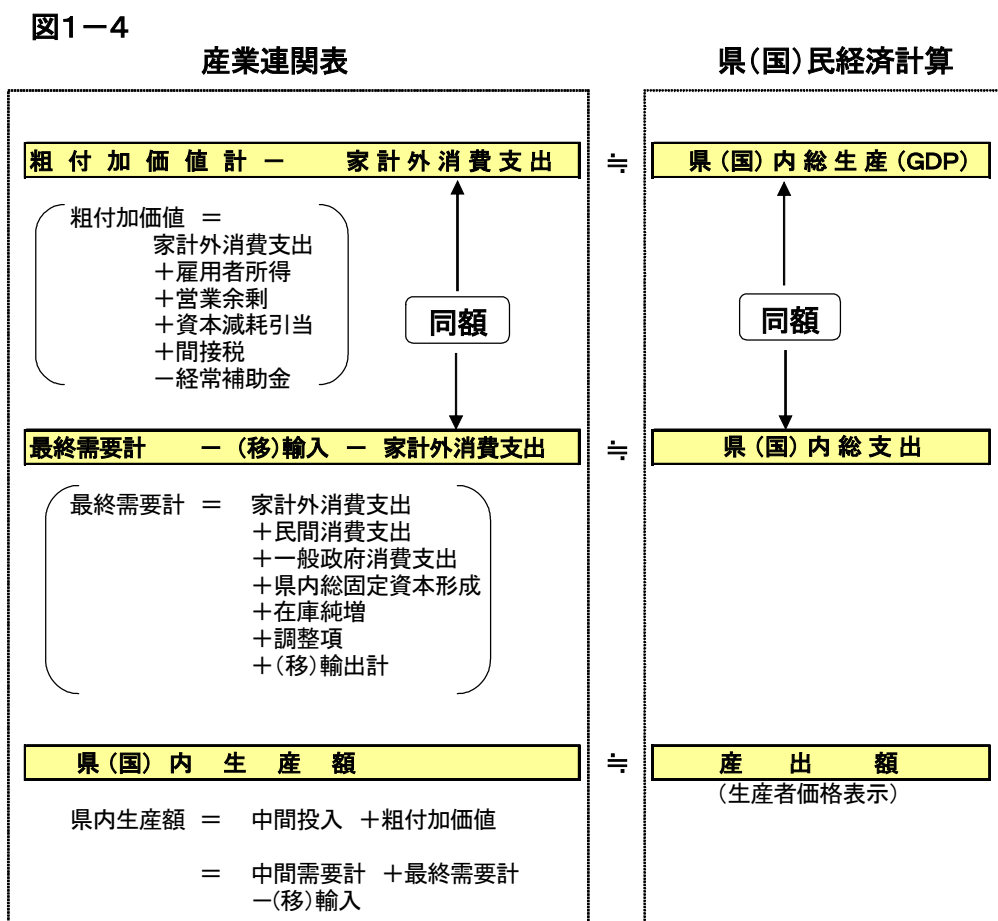 図1－4
産業連関表
県(国)民経済計算
粗付加価値計－ 家計外消費支出 ≒ 県(国)内総生産(GDP)
粗付加価値 ＝
家計外消費支出
＋雇用者所得
＋営業余剰
＋資本減耗引当
＋間接税
－経常補助金
同額
同額
最終需要計 － (移)輸入 － 家計外消費支出 ≒ 県(国)内総支出
最終需要計 ＝ 家計外消費支出
＋民間消費支出
＋一般政府消費支出
＋県内総固定資本形成
＋在庫純増
＋調整項
＋(移)輸出計
県(国)内生産額 ≒ 産出額
(生産者価格表示)
県内生産額 ＝ 中間投入 ＋粗付加価値
＝ 中間需要計 ＋最終需要計
－(移)輸入